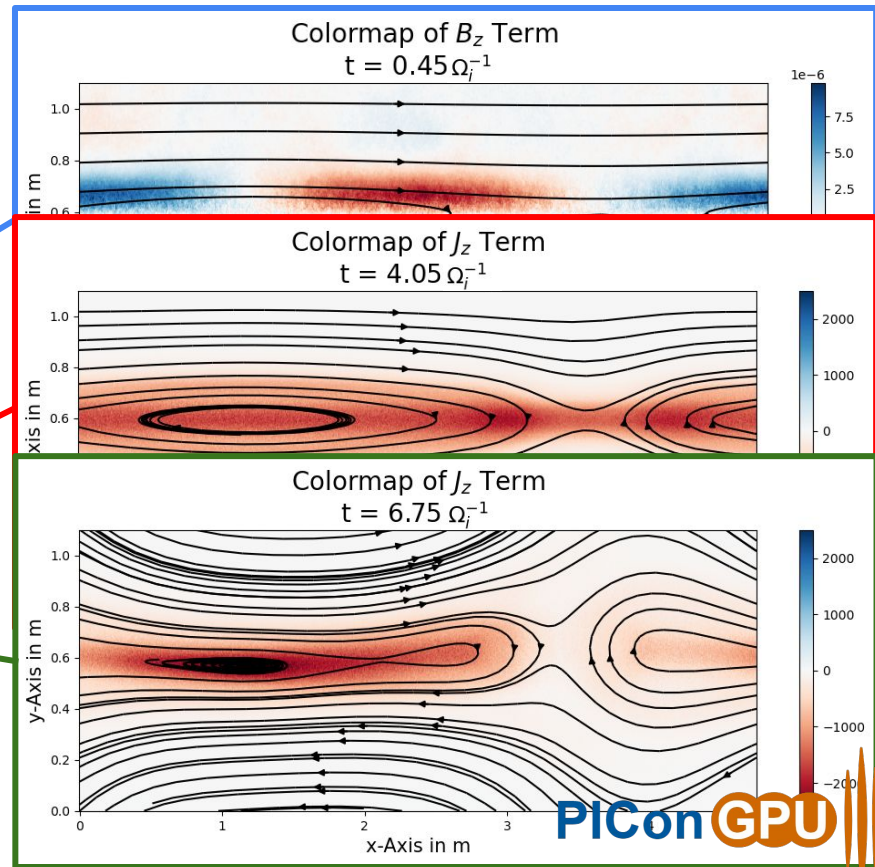 Colormap of B_z Term
t = 0.45 Ω_i^-1
1e-6
1.0
0.8
0.6
in m
7.5
5.0
2.5
Colormap of J_z Term
t = 4.05 Ω_i^-1
1.0
0.8
0.6
xis in m
2000
1000
0
Colormap of J_z Term
t = 6.75 Ω_i^-1
1.0
0.8
0.6
0.4
0.2
0.0
y-Axis in m
0 1 2 3
x-Axis in m
2000
1000
0
−1000
PIConGPU